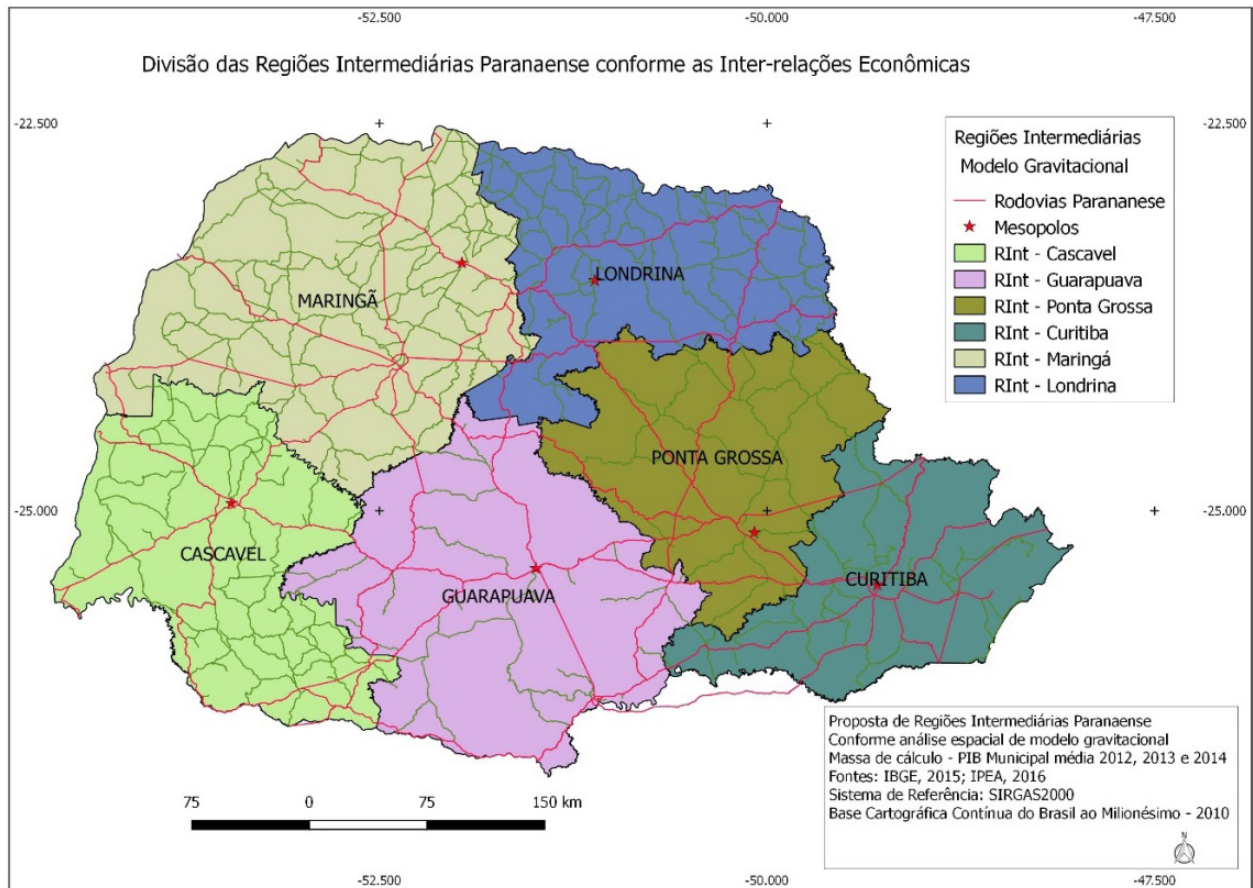 -52.500 -50.000 -47.500
Divisão das Regiões Intermediárias Paranaense conforme as Inter-relações Econômicas
-22.500 -22.500
Regiões Intermediárias
Modelo Gravitacional
Rodovias Parananese
Mesopolos
RInt - Cascavel
RInt - Guarapuava
RInt - Ponta Grossa
RInt - Curitiba
RInt - Maringá
RInt - Londrina
LONDRINA
MARINGÃ
PONTA GROSSA
-25.000 -25.000
CASCAVEL
CURITIBA
GUARAPUAVA
Proposta de Regiões Intermediárias Paranaense
Conforme análise espacial de modelo gravitacional
Massa de cálculo - PIB Municipal média 2012, 2013 e 2014
Fontes: IBGE, 2015; IPEA, 2016
Sistema de Referência: SIRGAS2000
Base Cartográfica Contínua do Brasil ao Milionésimo - 2010
N
75 0 75 150 km
-52.500 -50.000 -47.500